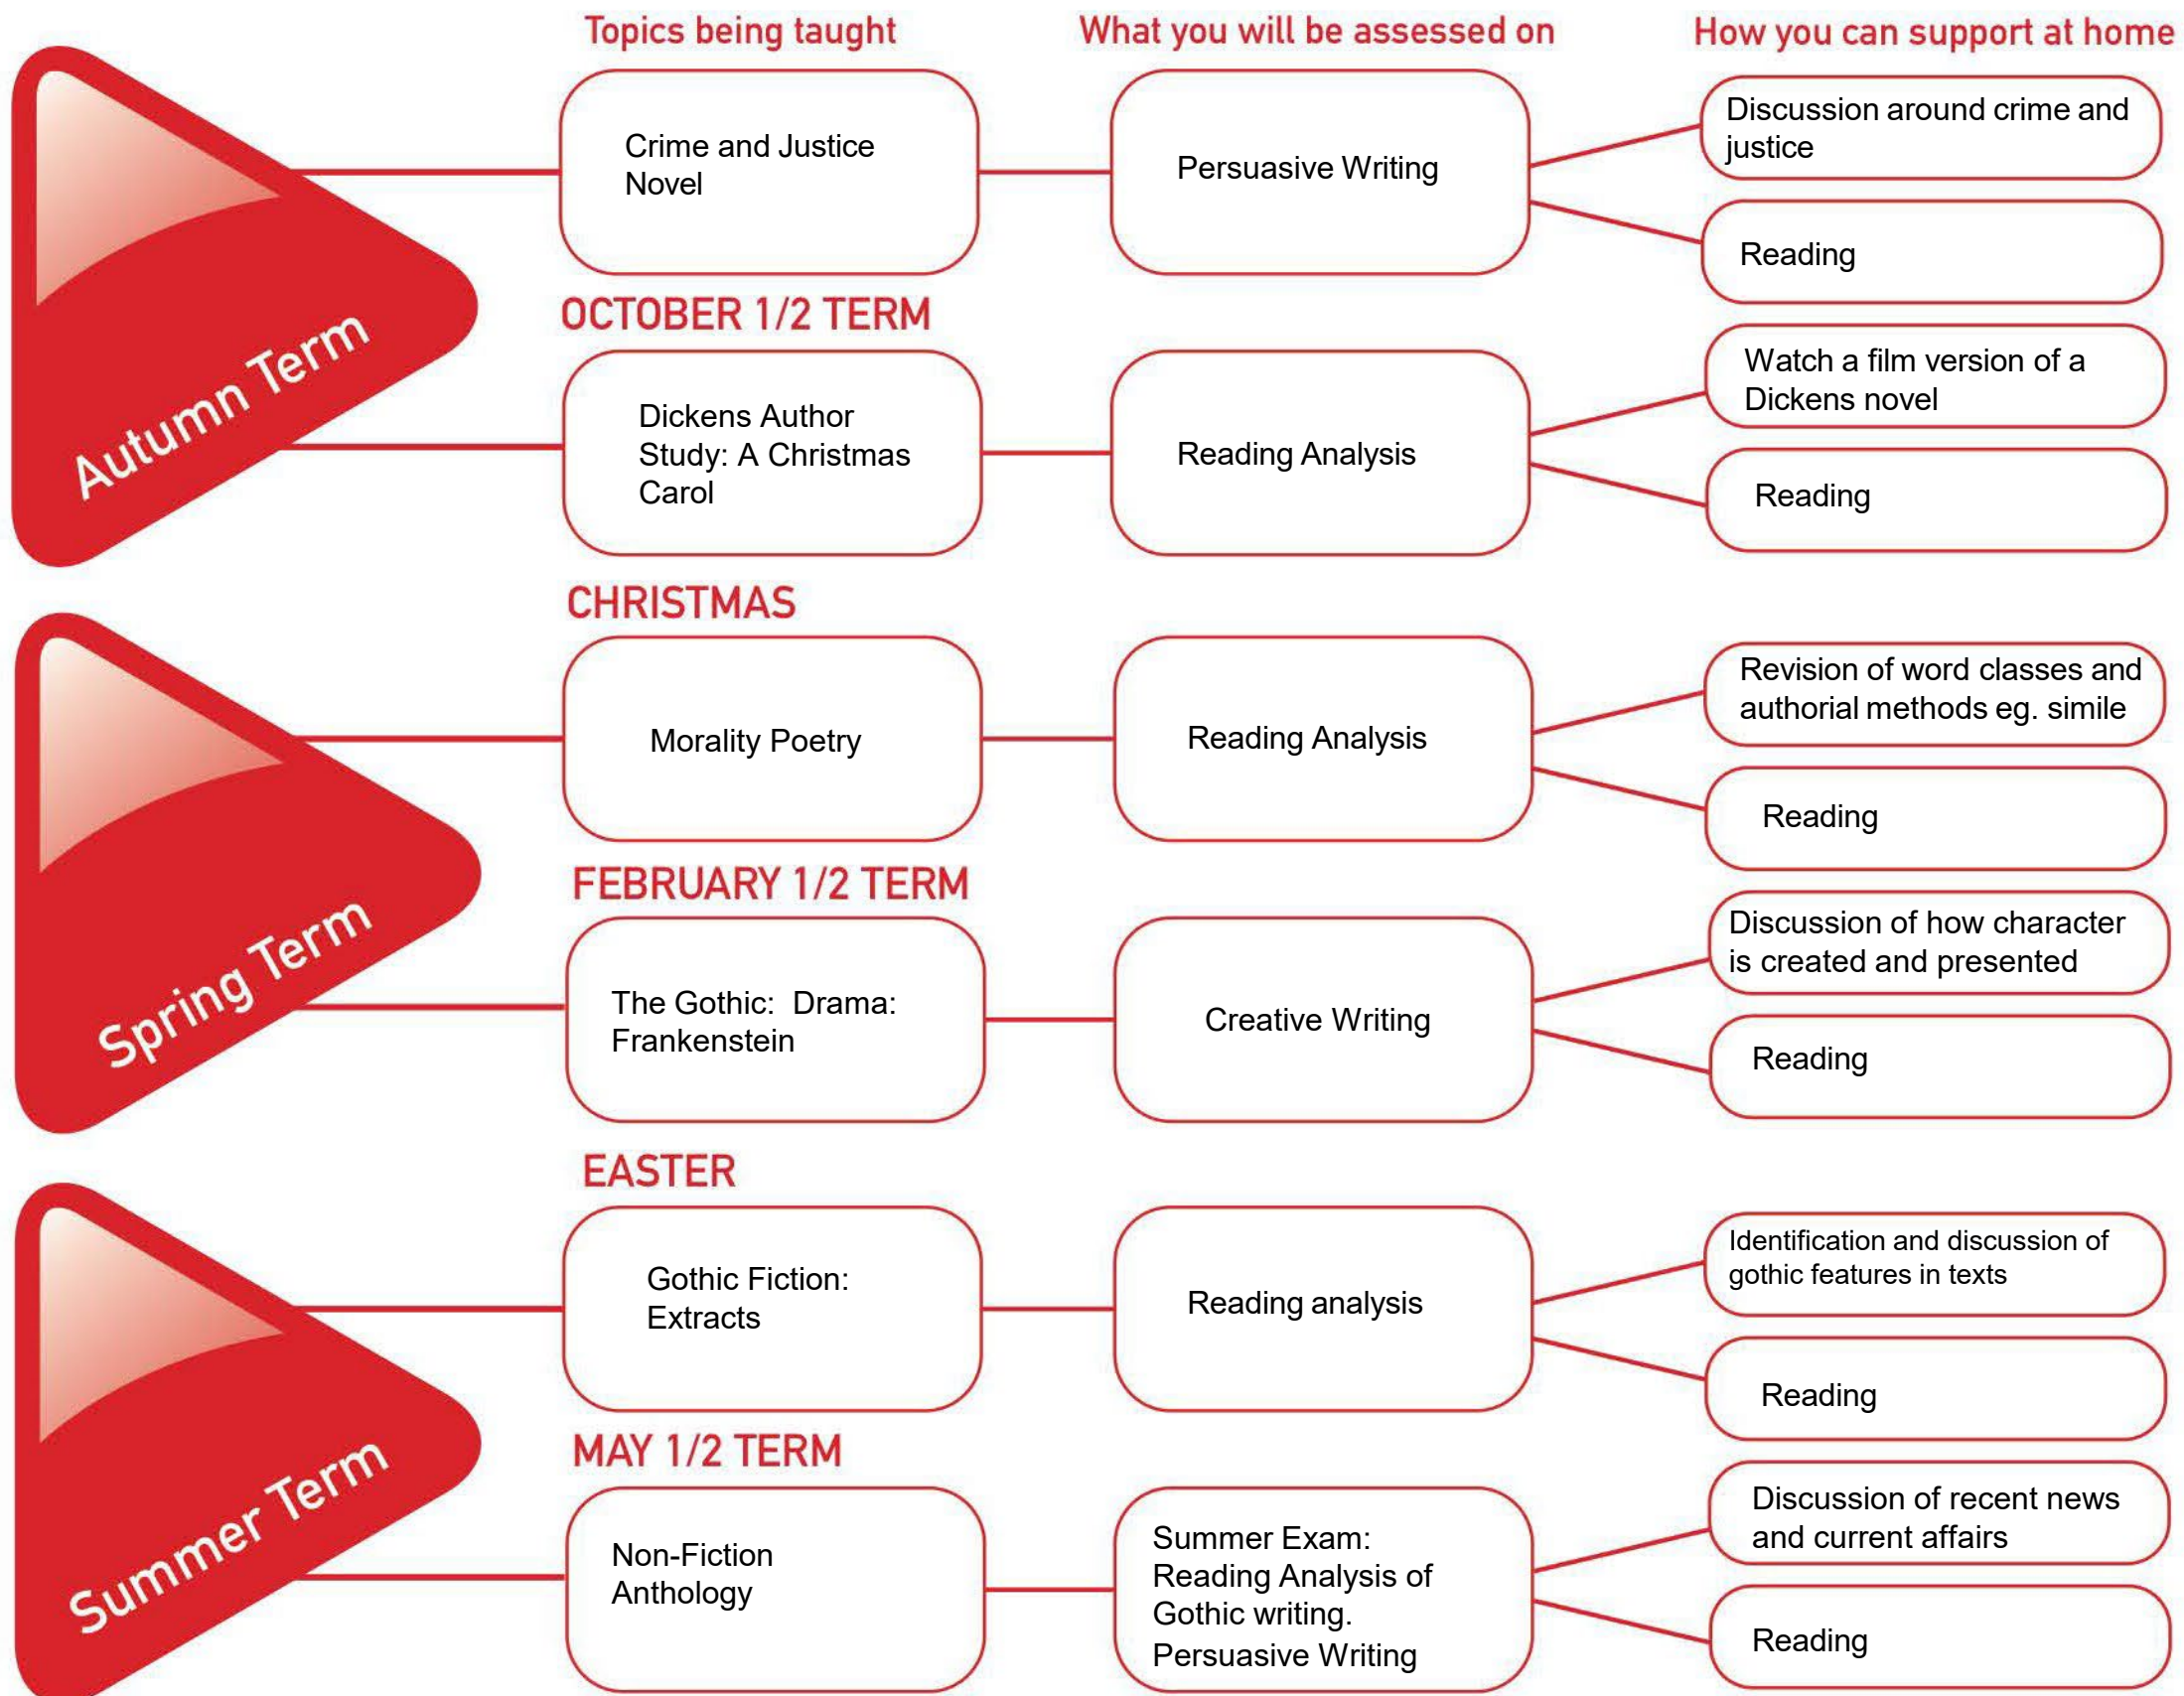 Topics being taught
What you will be assessed on
How you can support at home
Autumn Term
Crime and Justice
Novel
Persuasive Writing
Discussion around crime and
justice
Reading
OCTOBER 1/2 TERM
Dickens Author
Study: A Christmas
Carol
Reading Analysis
Watch a film version of a
Dickens novel
Reading
CHRISTMAS
Spring Term
Morality Poetry
Reading Analysis
Revision of word classes and
authorial methods eg. simile
Reading
FEBRUARY 1/2 TERM
The Gothic: Drama:
Frankenstein
Creative Writing
Discussion of how character
is created and presented
Reading
EASTER
Summer Term
Gothic Fiction:
Extracts
Reading analysis
Identification and discussion of
gothic features in texts
Reading
MAY 1/2 TERM
Non-Fiction
Anthology
Summer Exam:
Reading Analysis of
Gothic writing.
Persuasive Writing
Discussion of recent news
and current affairs
Reading